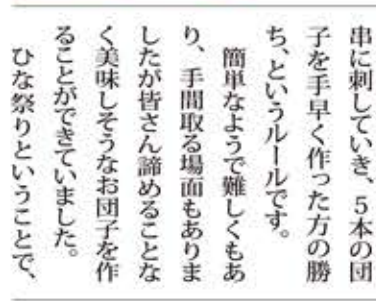 串に刺していき、5本の団
子を手早く作った方の勝
ち、というルールです。
簡単なようで難しくもあ
り、手間取る場面もありま
したが皆さん諦めることな
く美味しそうなお団子を作
ることができていました。
ひな祭りということで、